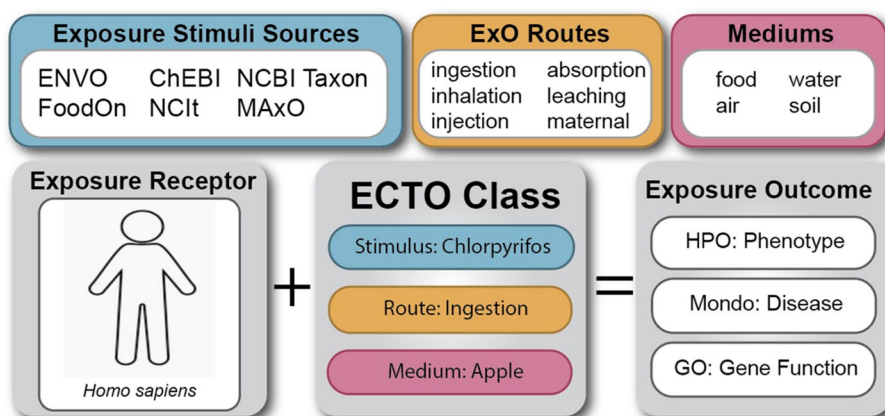 Exposure Stimuli Sources
ENVO ChEBI NCBI Taxon
FoodOn NCIt MAxO
ExO Routes
ingestion absorption
inhalation leaching
injection maternal
Mediums
food water
air soil
Exposure Receptor
Homo sapiens
+
ECTO Class
Stimulus: Chlorpyrifos
Route: Ingestion
Medium: Apple
=
Exposure Outcome
HPO: Phenotype
Mondo: Disease
GO: Gene Function